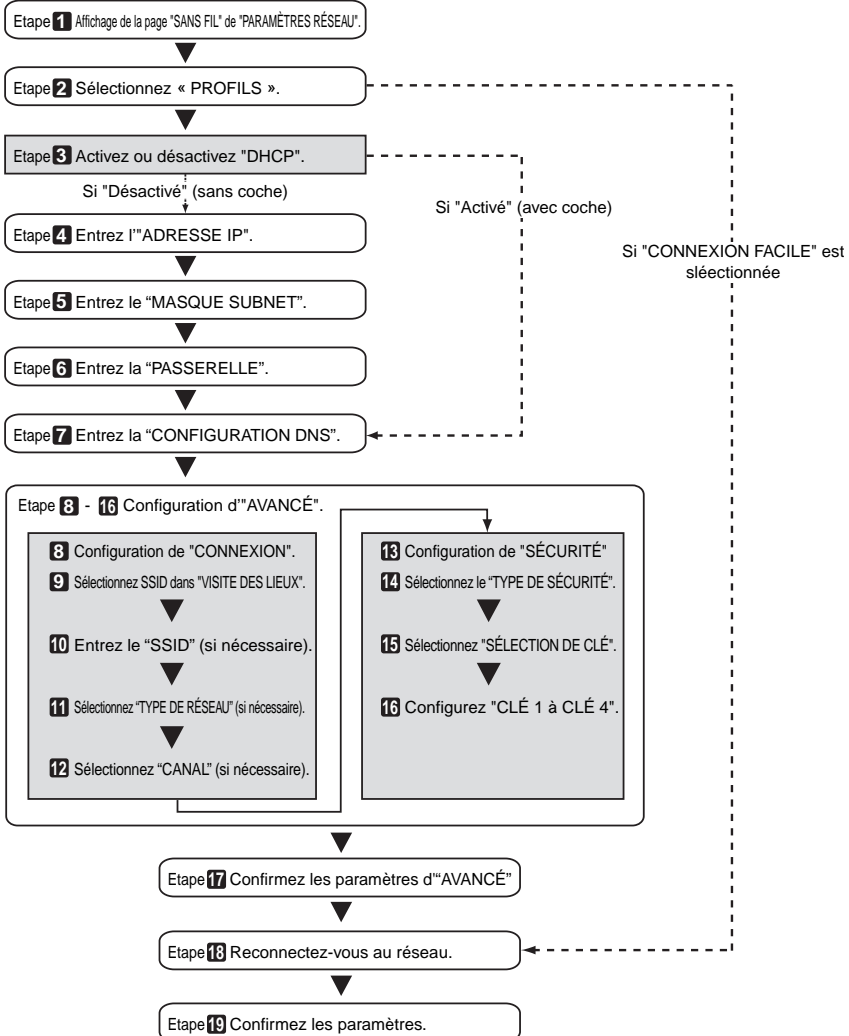 Etape 1 Affichage de la page "SANS FIL" de "PARAMÈTRES RÉSEAU".
Etape 2 Sélectionnez « PROFILS ».
Etape 3 Activez ou désactivez "DHCP".
Si "Désactivé" (sans coche)
Si "Activé" (avec coche)
Si "CONNEXION FACILE" est
sléectionnée
Etape 4 Entrez l'"ADRESSE IP".
Etape 5 Entrez le “MASQUE SUBNET”.
Etape 6 Entrez la “PASSERELLE”.
Etape 7 Entrez la “CONFIGURATION DNS”.
Etape 8 - 16 Configuration d'"AVANCÉ".
8 Configuration de "CONNEXION".
9 Sélectionnez SSID dans "VISITE DES LIEUX".
10 Entrez le “SSID” (si nécessaire).
11 Sélectionnez “TYPE DE RÉSEAU” (si nécessaire).
12 Sélectionnez “CANAL” (si nécessaire).
13 Configuration de "SÉCURITÉ"
14 Sélectionnez le “TYPE DE SÉCURITÉ”.
15 Sélectionnez "SÉLECTION DE CLÉ".
16 Configurez "CLÉ 1 à CLÉ 4".
Etape 17 Confirmez les paramètres d'“AVANCÉ”
Etape 18 Reconnectez-vous au réseau.
Etape 19 Confirmez les paramètres.